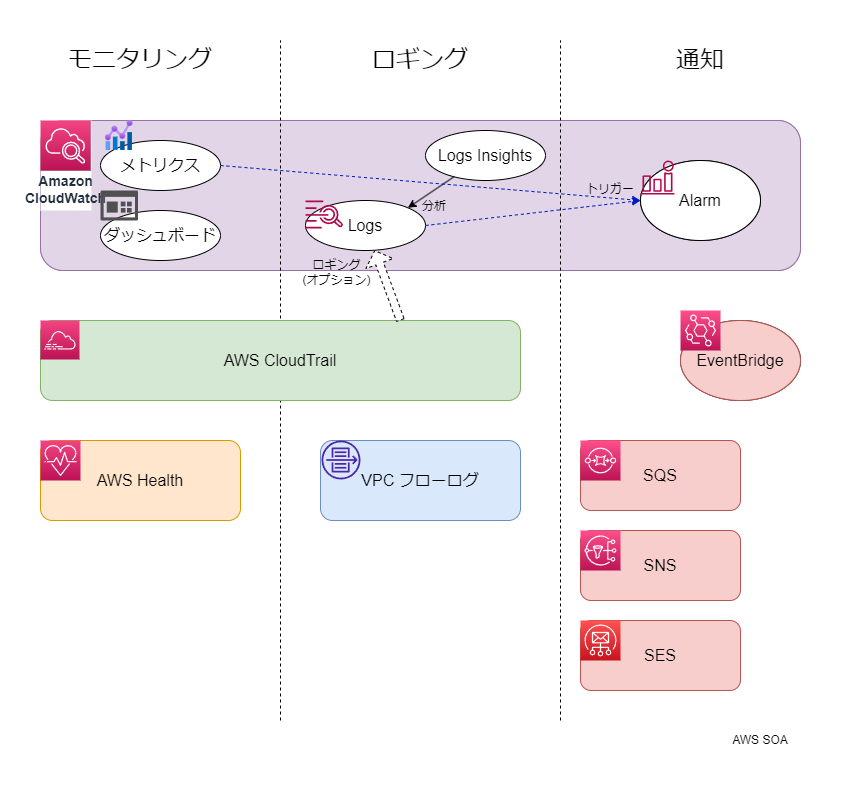 モニタリング
ロギング
通知
Amazon
CloudWatch
メトリクス
ダッシュボード
Logs Insights
分析
Logs
トリガー
Alarm
ロギング
(オプション)
AWS CloudTrail
EventBridge
AWS Health
VPC フローログ
SQS
SNS
SES
AWS SOA